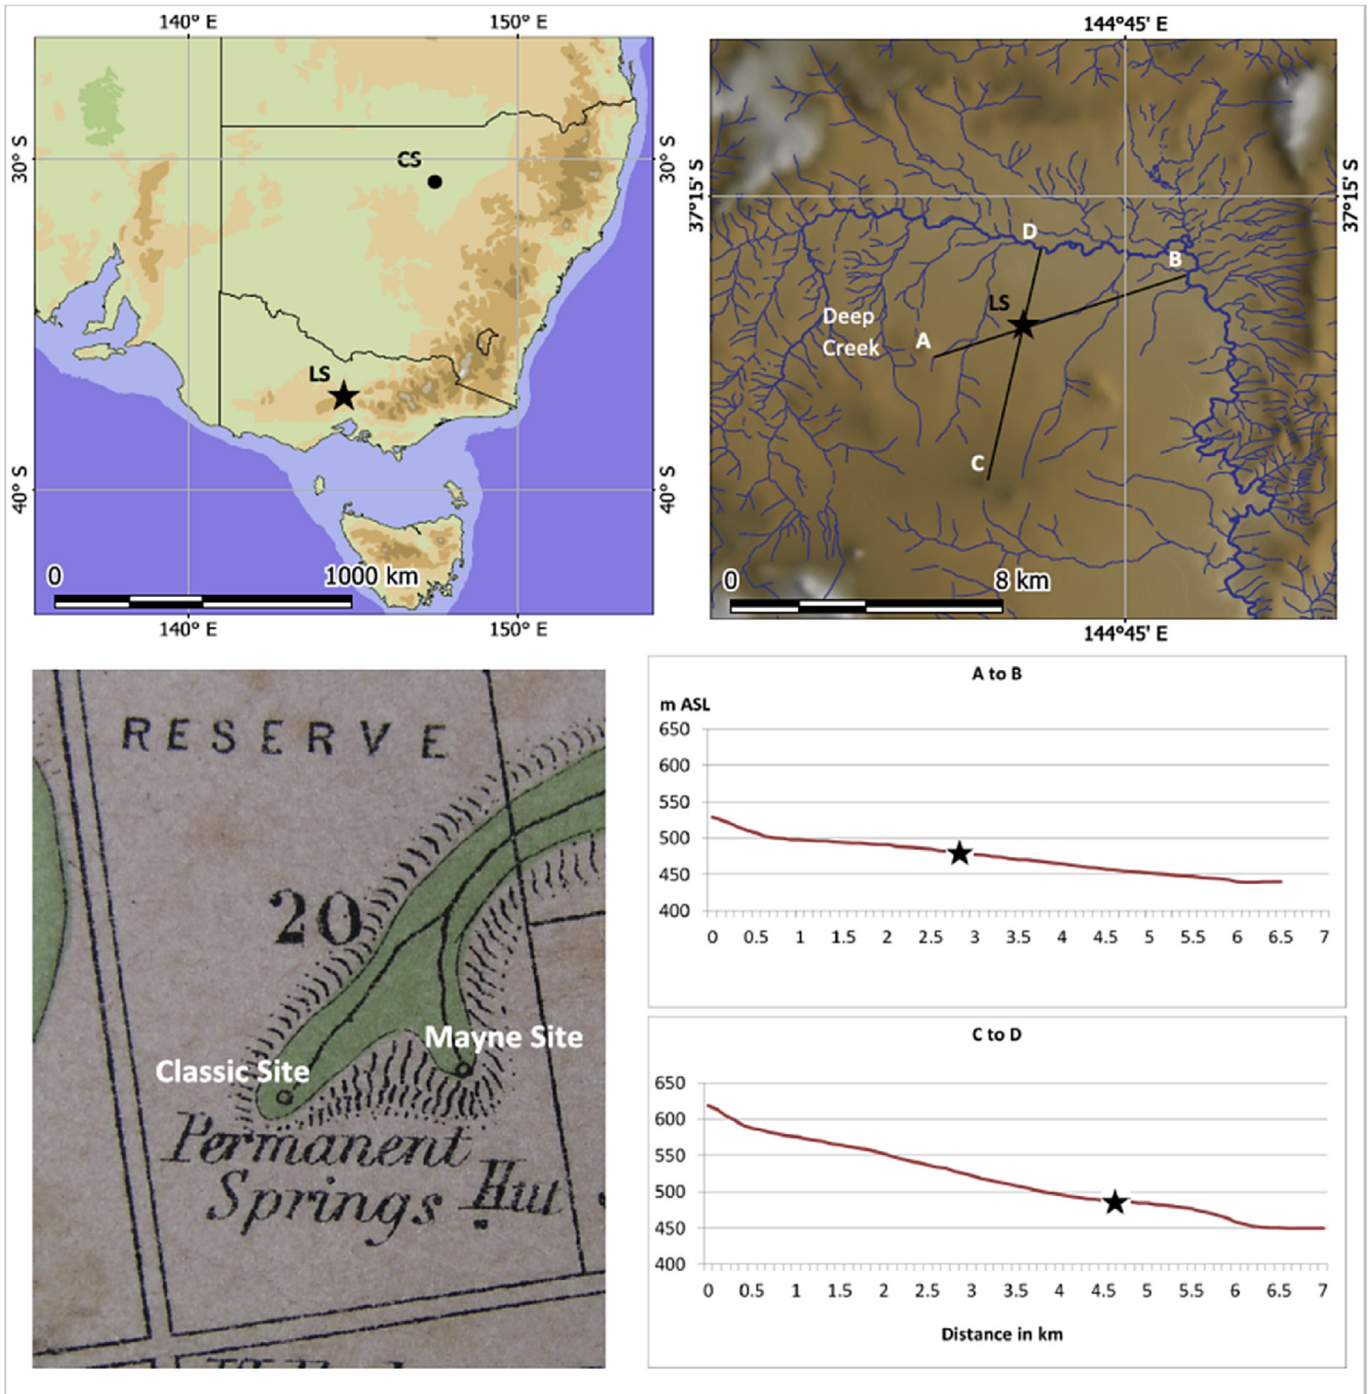 140° E 150° E
30° S 30° S
CS
LS
40° S 40° S
0 1000 km
140° E 150° E
144°45' E
37°15' S 37°15' S
D
B
LS
Deep
Creek
A
C
0 8 km
144°45' E
RESERVE
20
Mayne Site
Classic Site
Permanent
Springs Hut
A to B
m ASL
650
600
550
500
450
400
0 0.5 1 1.5 2 2.5 3 3.5 4 4.5 5 5.5 6 6.5 7
C to D
650
600
550
500
450
400
0 0.5 1 1.5 2 2.5 3 3.5 4 4.5 5 5.5 6 6.5 7
Distance in km